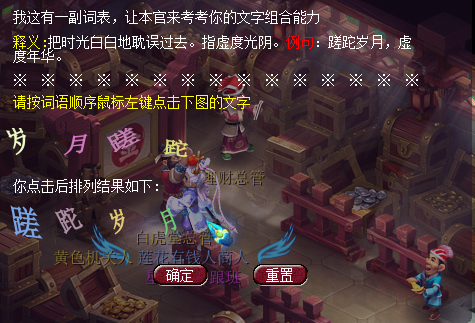 我这有一副词表，让本官来考考你的文字组合能力
释义:把时光白白地耽误过去。指虚度光阴。例句：蹉跎岁月，虚
度年华。
※ ※ ※ ※ ※ ※ ※ ※ ※ ※ ※ ※ ※ ※ ※
请按词语顺序鼠标左键点击下图的文字
岁 月 蹉 跎
理财总管
你点击后排列结果如下：
蹉 跎 岁 月
白虎堂总管
黄色机关人 莲花有钱人商人
跟班
确定 重置